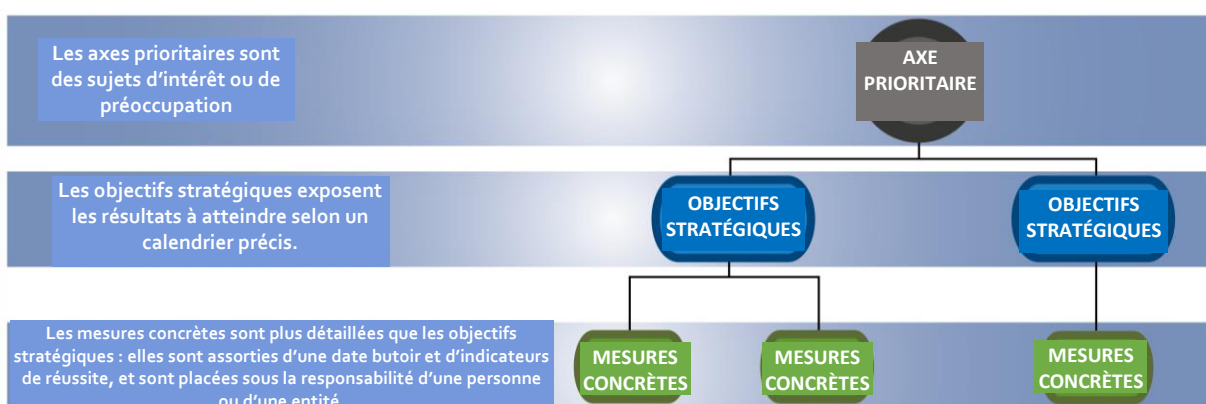 Les axes prioritaires sont
des sujets d'intérêt ou de
préoccupation
AXE
PRIORITAIRE
Les objectifs stratégiques exposent
les résultats à atteindre selon un
calendrier précis.
OBJECTIFS
STRATÉGIQUES
OBJECTIFS
STRATÉGIQUES
Les mesures concrètes sont plus détaillées que les objectifs
stratégiques : elles sont assorties d'une date butoir et d'indicateurs
de réussite, et sont placées sous la responsabilité d'une personne
ou d'une entité
MESURES
CONCRÈTES
MESURES
CONCRÈTES
MESURES
CONCRÈTES